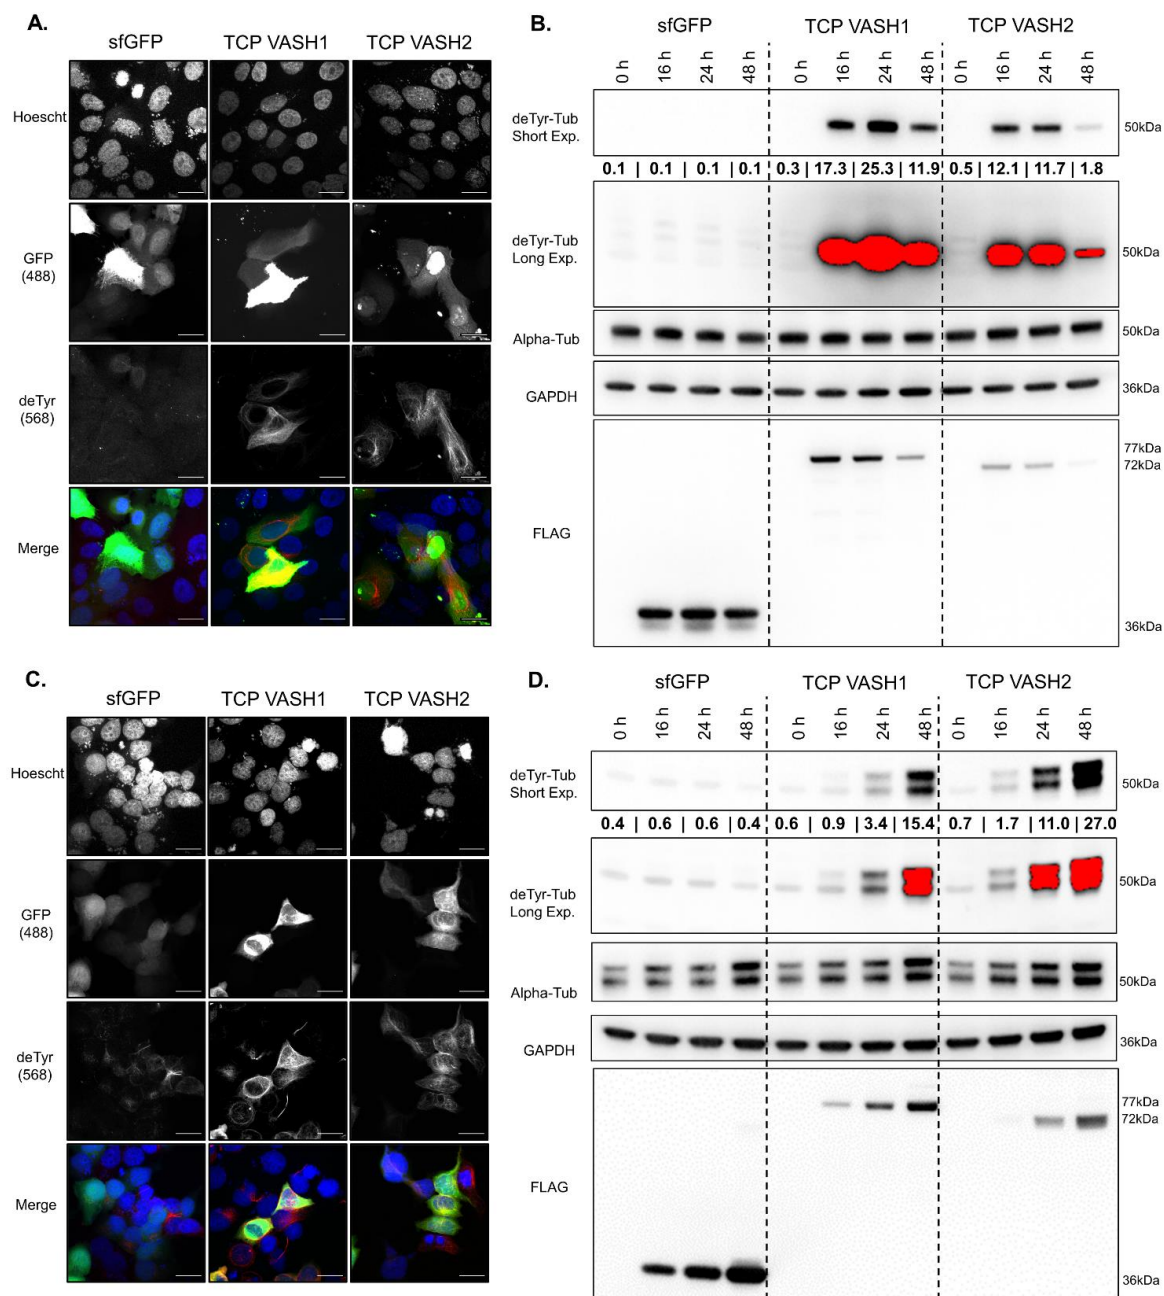 A.
sfGFP
TCP VASH1
TCP VASH2
Hoescht
GFP
(488)
deTyr
(568)
Merge
B.
sfGFP
TCP VASH1
TCP VASH2
0 h
16 h
24 h
48 h
0 h
16 h
24 h
48 h
0 h
16 h
24 h
48 h
deTyr-Tub
Short Exp.
50kDa
0.1 | 0.1 | 0.1 | 0.1 0.3 | 17.3 | 25.3 | 11.9 0.5 | 12.1 | 11.7 | 1.8
deTyr-Tub
Long Exp.
50kDa
Alpha-Tub
50kDa
GAPDH
36kDa
FLAG
77kDa
72kDa
36kDa
C.
sfGFP
TCP VASH1
TCP VASH2
Hoescht
GFP
(488)
deTyr
(568)
Merge
D.
sfGFP
TCP VASH1
TCP VASH2
0 h
16 h
24 h
48 h
0 h
16 h
24 h
48 h
0 h
16 h
24 h
48 h
deTyr-Tub
Short Exp.
50kDa
0.4 | 0.6 | 0.6 | 0.4 0.6 | 0.9 | 3.4 | 15.4 0.7 | 1.7 | 11.0 | 27.0
deTyr-Tub
Long Exp.
50kDa
Alpha-Tub
50kDa
GAPDH
36kDa
FLAG
77kDa
72kDa
36kDa